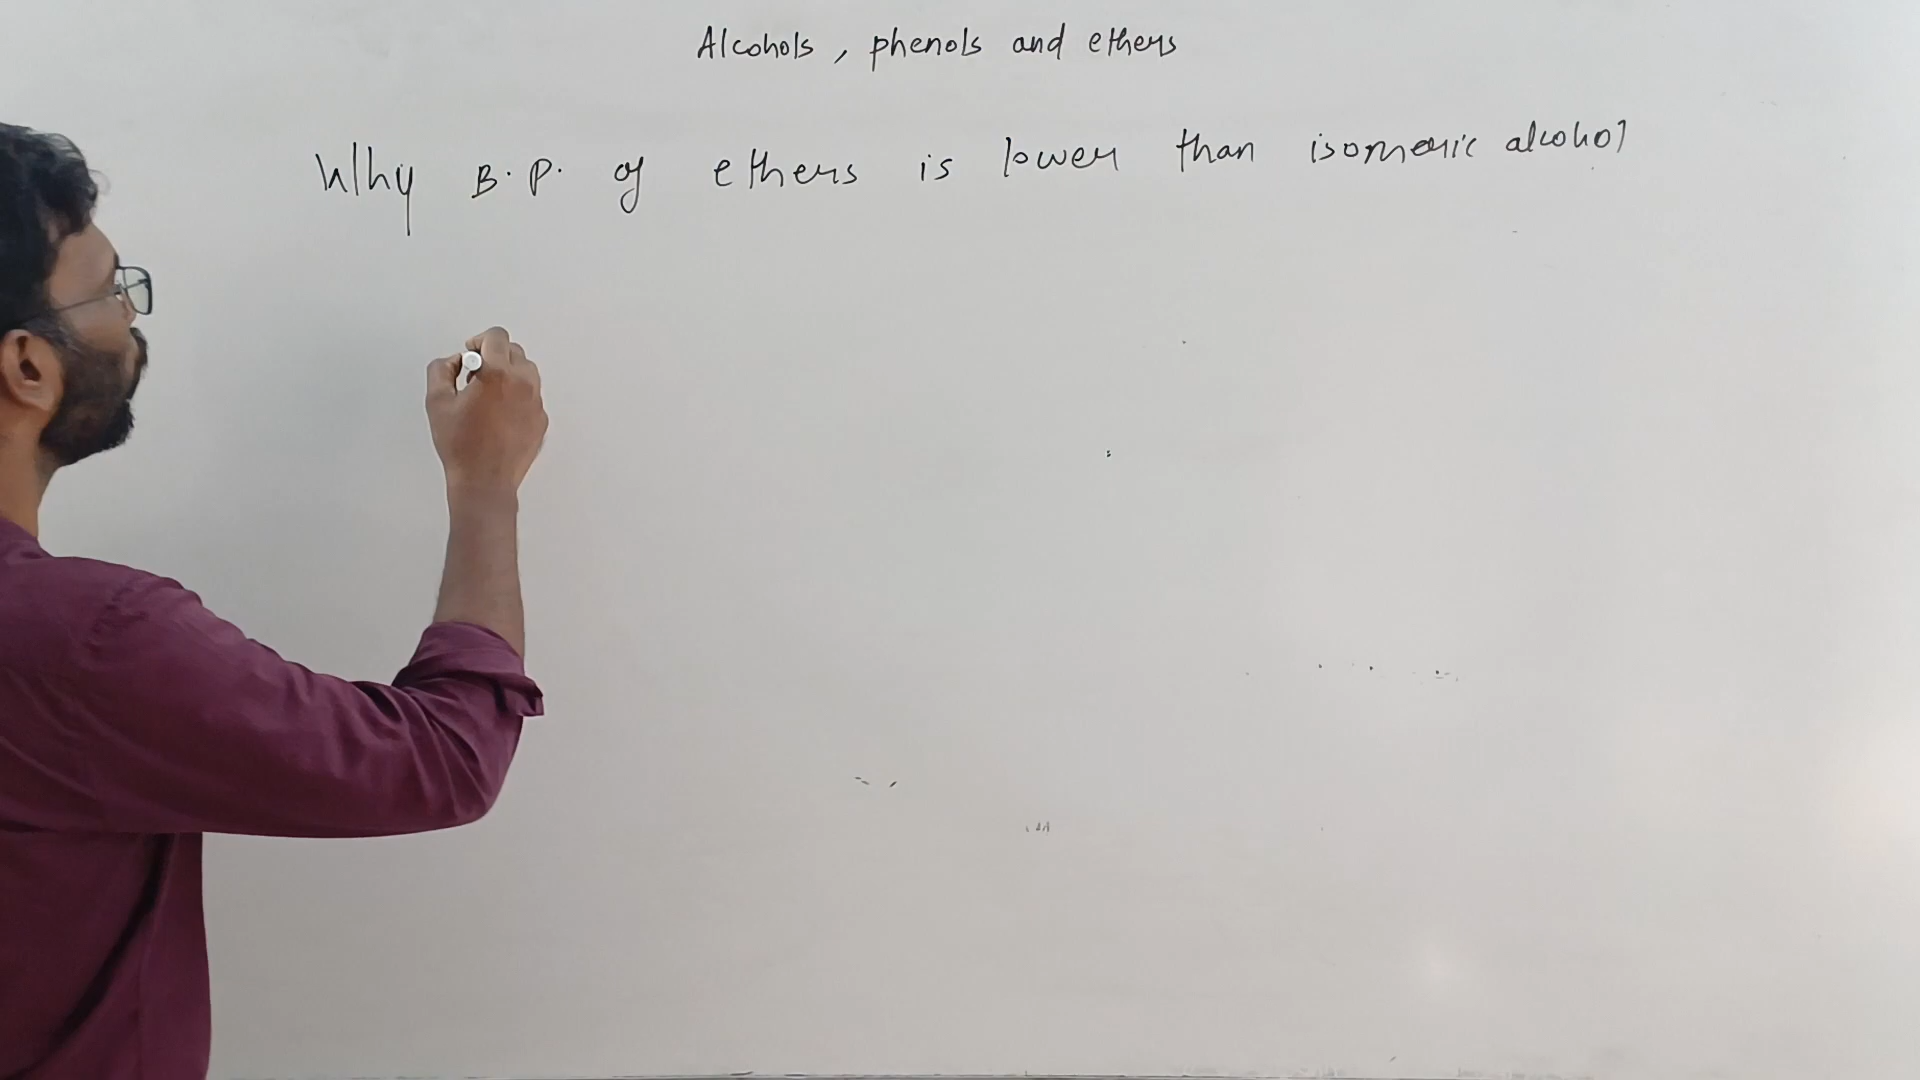 Alcohols, phenols and ethers
Why B.P. of ethers is lower than isomeric alcohol